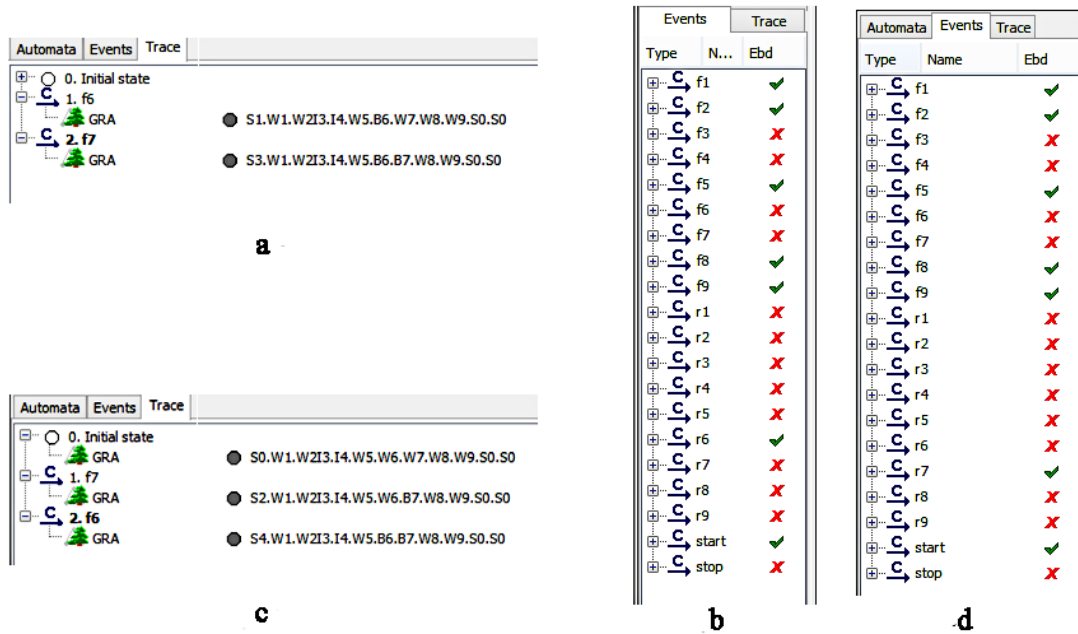 Automata Events Trace
0. Initial state
1. f6
GRA S1.W1.W2I3.I4.W5.B6.W7.W8.W9.S0.S0
2. f7
GRA S3.W1.W2I3.I4.W5.B6.B7.W8.W9.S0.S0
a
Automata Events Trace
0. Initial state
GRA S0.W1.W2I3.I4.W5.W6.W7.W8.W9.S0.S0
1. f7
GRA S2.W1.W2I3.I4.W5.W6.B7.W8.W9.S0.S0
2. f6
GRA S4.W1.W2I3.I4.W5.B6.B7.W8.W9.S0.S0
c
Events Trace
Type N... Ebd
C f1
C f2
C f3
C f4
C f5
C f6
C f7
C f8
C f9
C r1
C r2
C r3
C r4
C r5
C r6
C r7
C r8
C r9
C start
C stop
b
Automata Events Trace
Type Name Ebd
C f1
C f2
C f3
C f4
C f5
C f6
C f7
C f8
C f9
C r1
C r2
C r3
C r4
C r5
C r6
C r7
C r8
C r9
C start
C stop
d